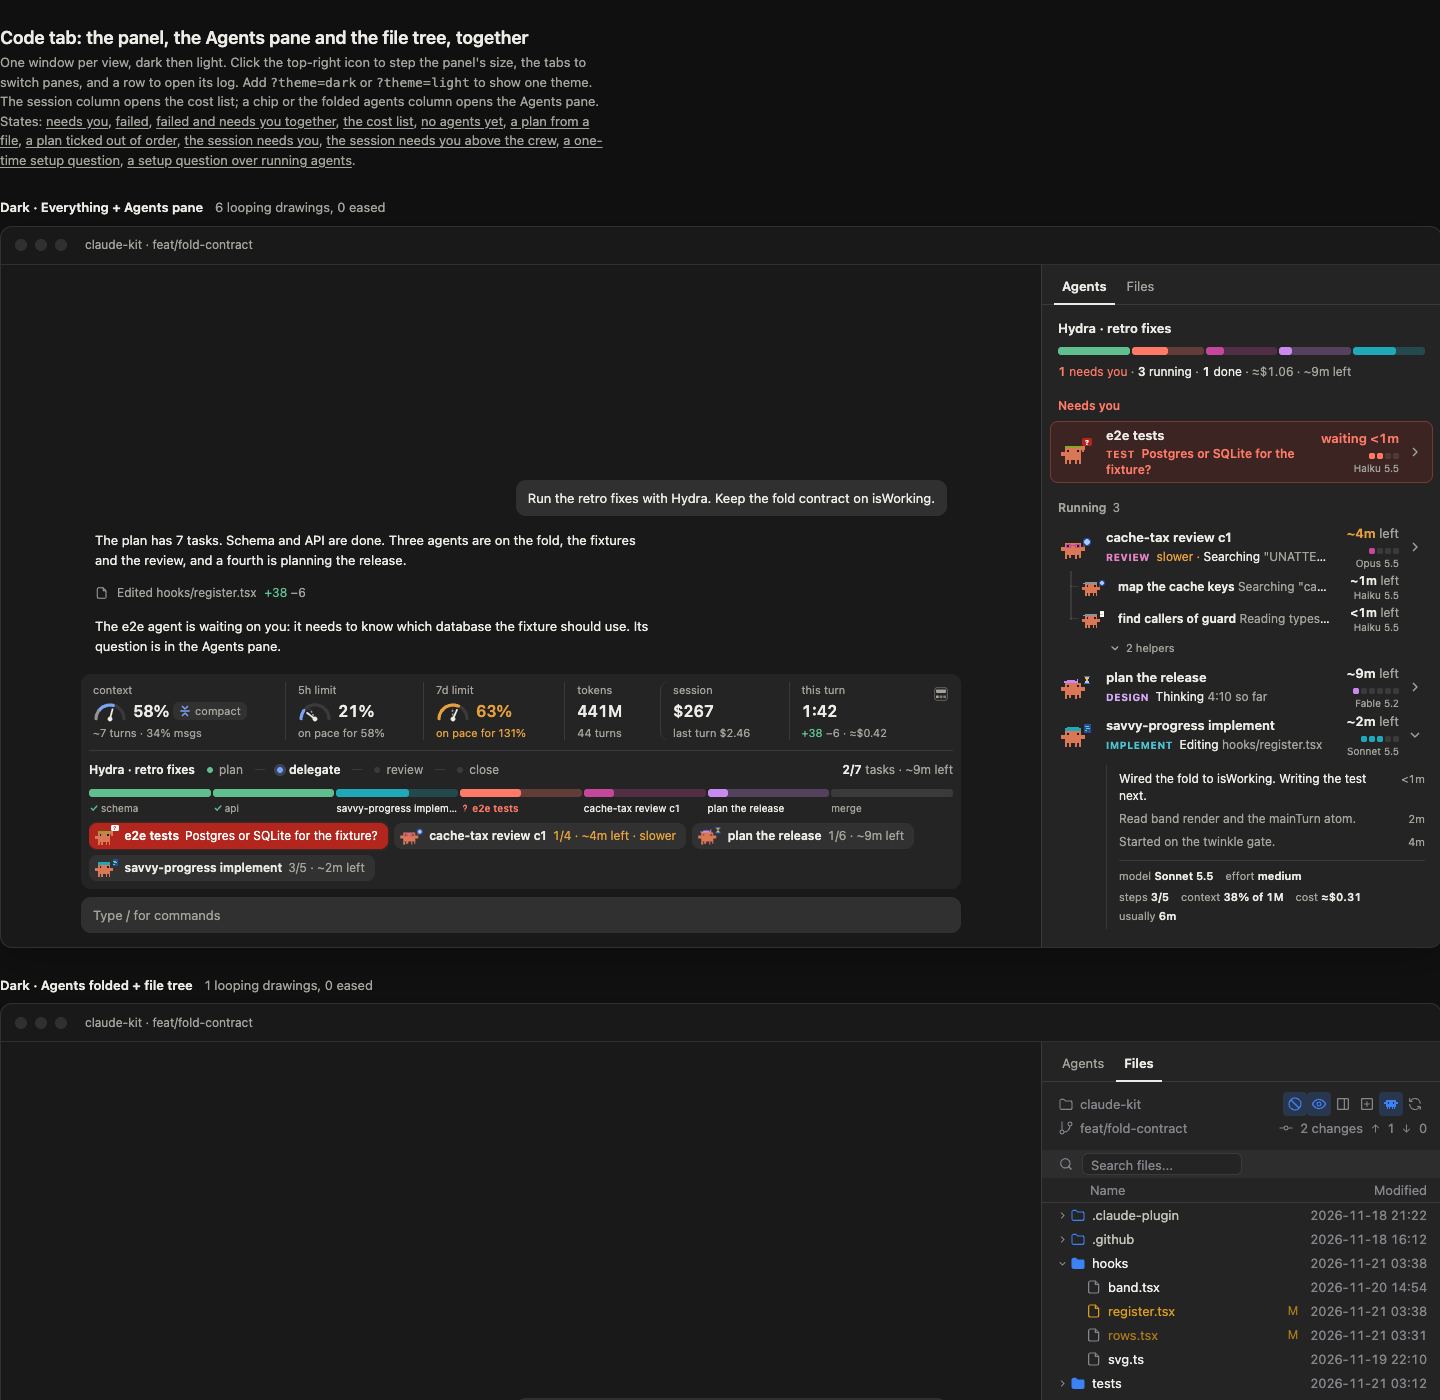 Code tab: the panel, the Agents pane and the file tree, together
One window per view, dark then light. Click the top-right icon to step the panel's size, the tabs to
switch panes, and a row to open its log. Add ?theme=dark or ?theme=light to show one theme.
The session column opens the cost list; a chip or the folded agents column opens the Agents pane.
States: needs you, failed, failed and needs you together, the cost list, no agents yet, a plan from a
file, a plan ticked out of order, the session needs you, the session needs you above the crew, a one-
time setup question, a setup question over running agents.
Dark · Everything + Agents pane 6 looping drawings, 0 eased
claude-kit · feat/fold-contract
Run the retro fixes with Hydra. Keep the fold contract on isWorking.
The plan has 7 tasks. Schema and API are done. Three agents are on the fold, the fixtures
and the review, and a fourth is planning the release.
Edited hooks/register.tsx +38 −6
The e2e agent is waiting on you: it needs to know which database the fixture should use. Its
question is in the Agents pane.
context 5h limit 7d limit tokens session this turn
58% compact 21% 63% 441M $267 1:42
~7 turns · 34% msgs on pace for 58% on pace for 131% 44 turns last turn $2.46 +38 −6 · ≈$0.42
Hydra · retro fixes plan delegate review close 2/7 tasks · ~9m left
schema api savvy-progress implem... ? e2e tests cache-tax review c1 plan the release merge
e2e tests Postgres or SQLite for the fixture? cache-tax review c1 1/4 · ~4m left · slower plan the release 1/6 · ~9m left
savvy-progress implement 3/5 · ~2m left
Type / for commands
Agents Files
Hydra · retro fixes
1 needs you · 3 running · 1 done · ≈$1.06 · ~9m left
Needs you
e2e tests waiting <1m
TEST Postgres or SQLite for the
fixture?
Haiku 5.5
Running 3
cache-tax review c1 ~4m left
REVIEW slower · Searching "UNATTE...
Opus 5.5
map the cache keys Searching "ca... ~1m left
Haiku 5.5
find callers of guard Reading types... <1m left
Haiku 5.5
2 helpers
plan the release ~9m left
DESIGN Thinking 4:10 so far
Fable 5.2
savvy-progress implement ~2m left
IMPLEMENT Editing hooks/register.tsx
Sonnet 5.5
Wired the fold to isWorking. Writing the test <1m
next.
Read band render and the mainTurn atom. 2m
Started on the twinkle gate. 4m
model Sonnet 5.5 effort medium
steps 3/5 context 38% of 1M cost ≈$0.31
usually 6m
Dark · Agents folded + file tree 1 looping drawings, 0 eased
claude-kit · feat/fold-contract
Agents Files
claude-kit
feat/fold-contract 2 changes ↑ 1 ↓ 0
Search files...
Name Modified
.claude-plugin 2026-11-18 21:22
.github 2026-11-18 16:12
hooks 2026-11-21 03:38
band.tsx 2026-11-20 14:54
register.tsx M 2026-11-21 03:38
rows.tsx M 2026-11-21 03:31
svg.ts 2026-11-19 22:10
tests 2026-11-21 03:12